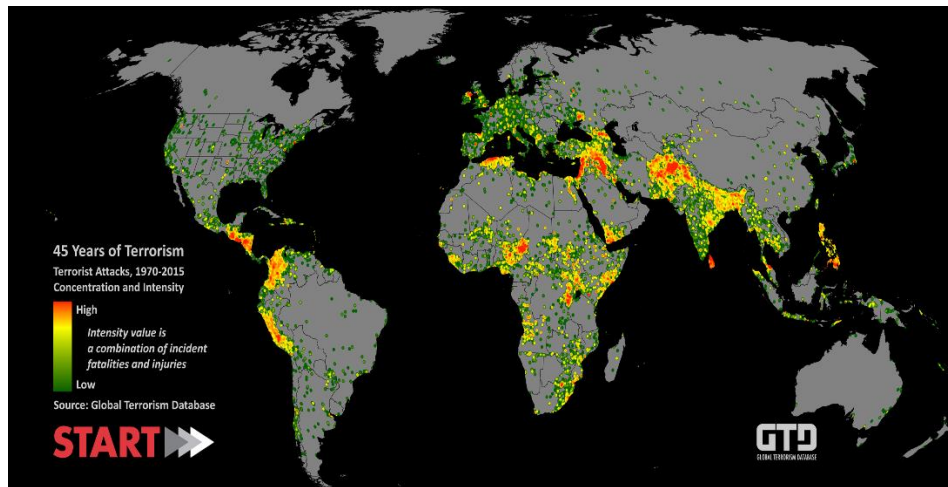 45 Years of Terrorism
Terrorist Attacks, 1970-2015
Concentration and Intensity
High
Intensity value is
a combination of incident
fatalities and injuries
Low
Source: Global Terrorism Database
START
GTD
GLOBAL TERRORISM DATABASE